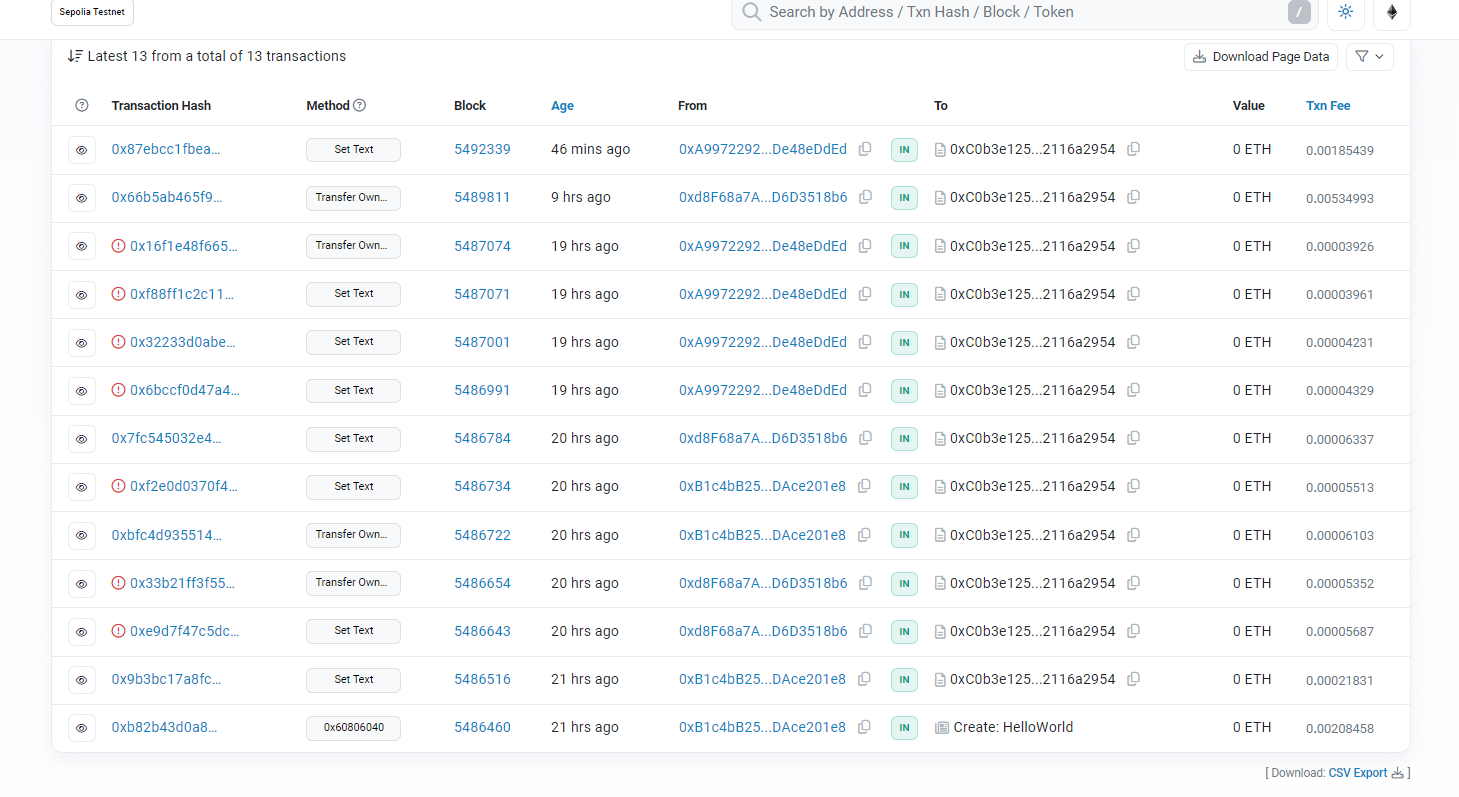 Sepolia Testnet
Search by Address / Txn Hash / Block / Token /
Latest 13 from a total of 13 transactions
Download Page Data
Transaction Hash Method Block Age From To Value Txn Fee
0x87ebcc1fbea... Set Text 5492339 46 mins ago 0xA9972292...De48eDdEd IN 0xC0b3e125...2116a2954 0 ETH 0.00185439
0x66b5ab465f9... Transfer Own... 5489811 9 hrs ago 0xd8F68a7A...D6D3518b6 IN 0xC0b3e125...2116a2954 0 ETH 0.00534993
0x16f1e48f665... Transfer Own... 5487074 19 hrs ago 0xA9972292...De48eDdEd IN 0xC0b3e125...2116a2954 0 ETH 0.00003926
0xf88ff1c2c11... Set Text 5487071 19 hrs ago 0xA9972292...De48eDdEd IN 0xC0b3e125...2116a2954 0 ETH 0.00003961
0x32233d0abe... Set Text 5487001 19 hrs ago 0xA9972292...De48eDdEd IN 0xC0b3e125...2116a2954 0 ETH 0.00004231
0x6bccf0d47a4... Set Text 5486991 19 hrs ago 0xA9972292...De48eDdEd IN 0xC0b3e125...2116a2954 0 ETH 0.00004329
0x7fc545032e4... Set Text 5486784 20 hrs ago 0xd8F68a7A...D6D3518b6 IN 0xC0b3e125...2116a2954 0 ETH 0.00006337
0xf2e0d0370f4... Set Text 5486734 20 hrs ago 0xB1c4bB25...DAce201e8 IN 0xC0b3e125...2116a2954 0 ETH 0.00005513
0xbfc4d935514... Transfer Own... 5486722 20 hrs ago 0xB1c4bB25...DAce201e8 IN 0xC0b3e125...2116a2954 0 ETH 0.00006103
0x33b21ff3f55... Transfer Own... 5486654 20 hrs ago 0xd8F68a7A...D6D3518b6 IN 0xC0b3e125...2116a2954 0 ETH 0.00005352
0xe9d7f47c5dc... Set Text 5486643 20 hrs ago 0xd8F68a7A...D6D3518b6 IN 0xC0b3e125...2116a2954 0 ETH 0.00005687
0x9b3bc17a8fc... Set Text 5486516 21 hrs ago 0xB1c4bB25...DAce201e8 IN 0xC0b3e125...2116a2954 0 ETH 0.00021831
0xb82b43d0a8... 0x60806040 5486460 21 hrs ago 0xB1c4bB25...DAce201e8 IN Create: HelloWorld 0 ETH 0.00208458
[ Download: CSV Export ]